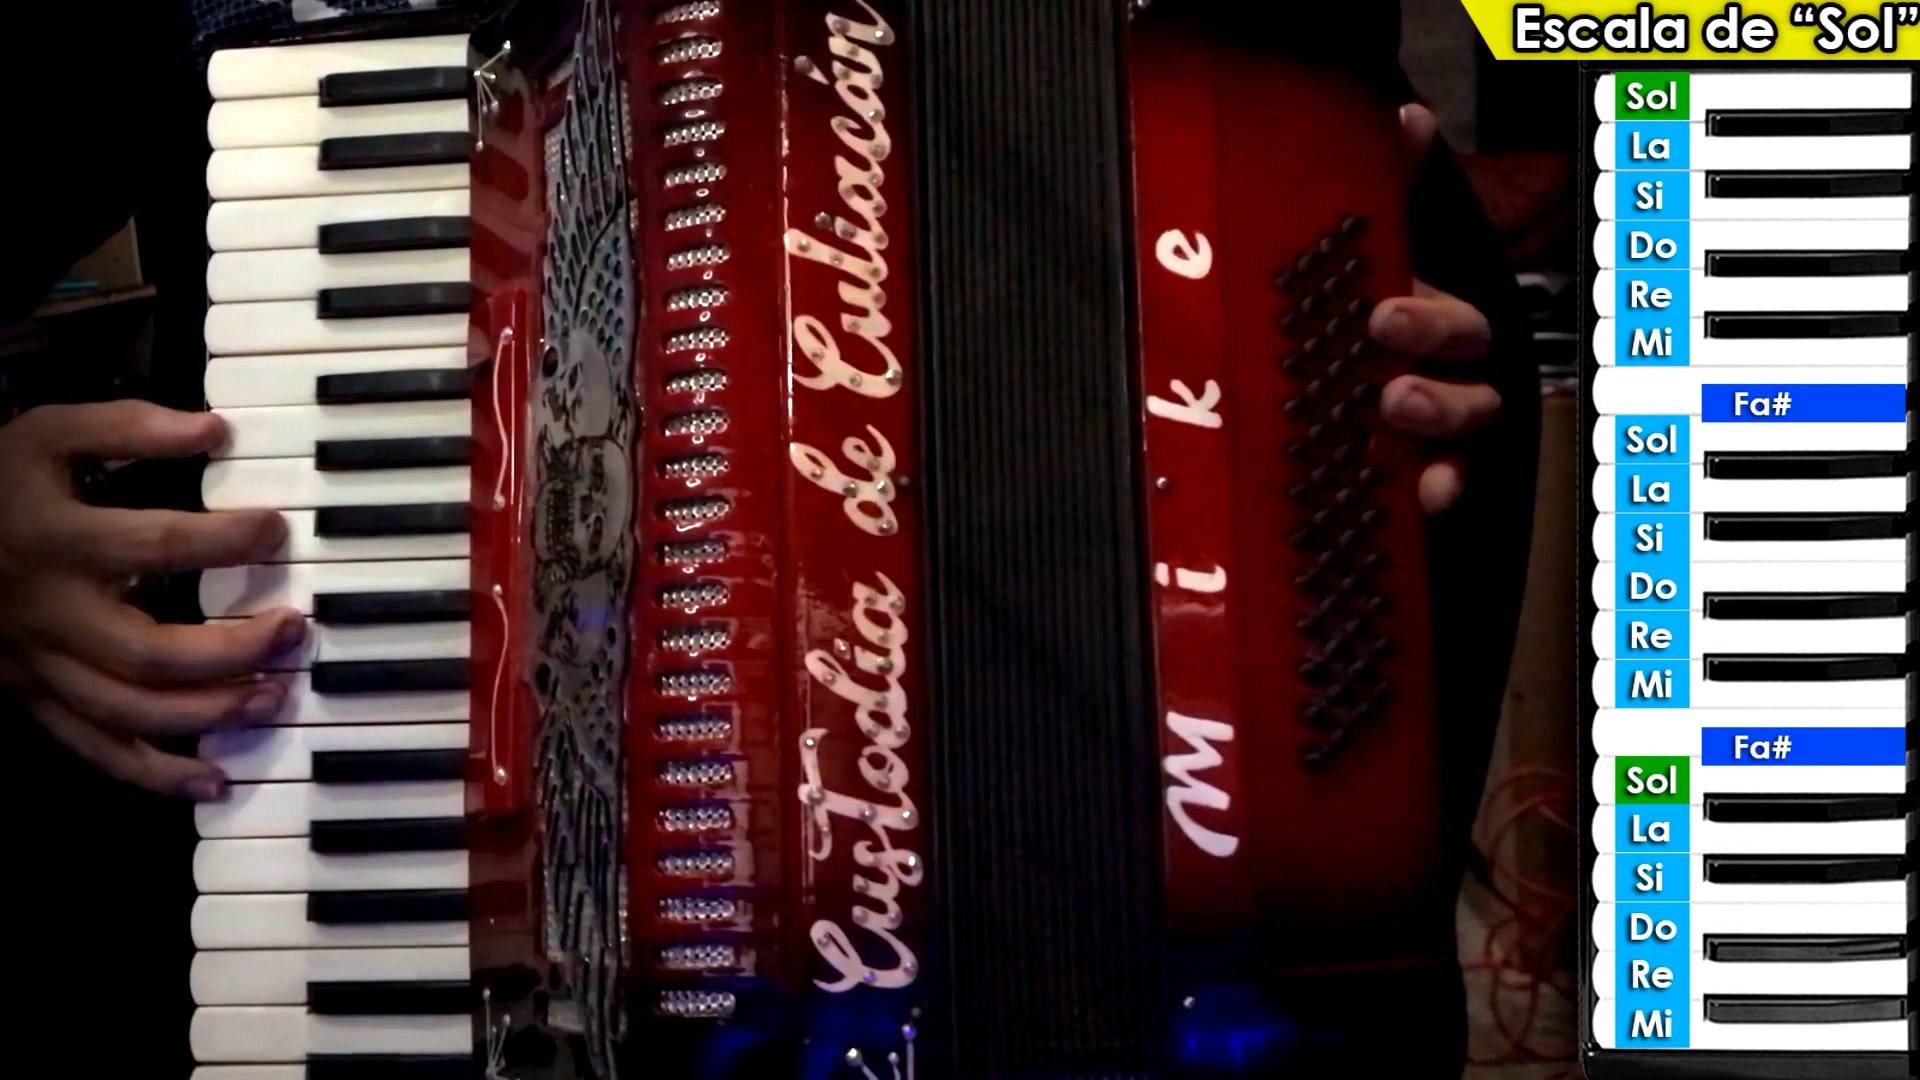 Escala de “Sol”
Custodia de Culiacán
Mike
Sol
La
Si
Do
Re
Mi
Fa#
Sol
La
Si
Do
Re
Mi
Fa#
Sol
La
Si
Do
Re
Mi